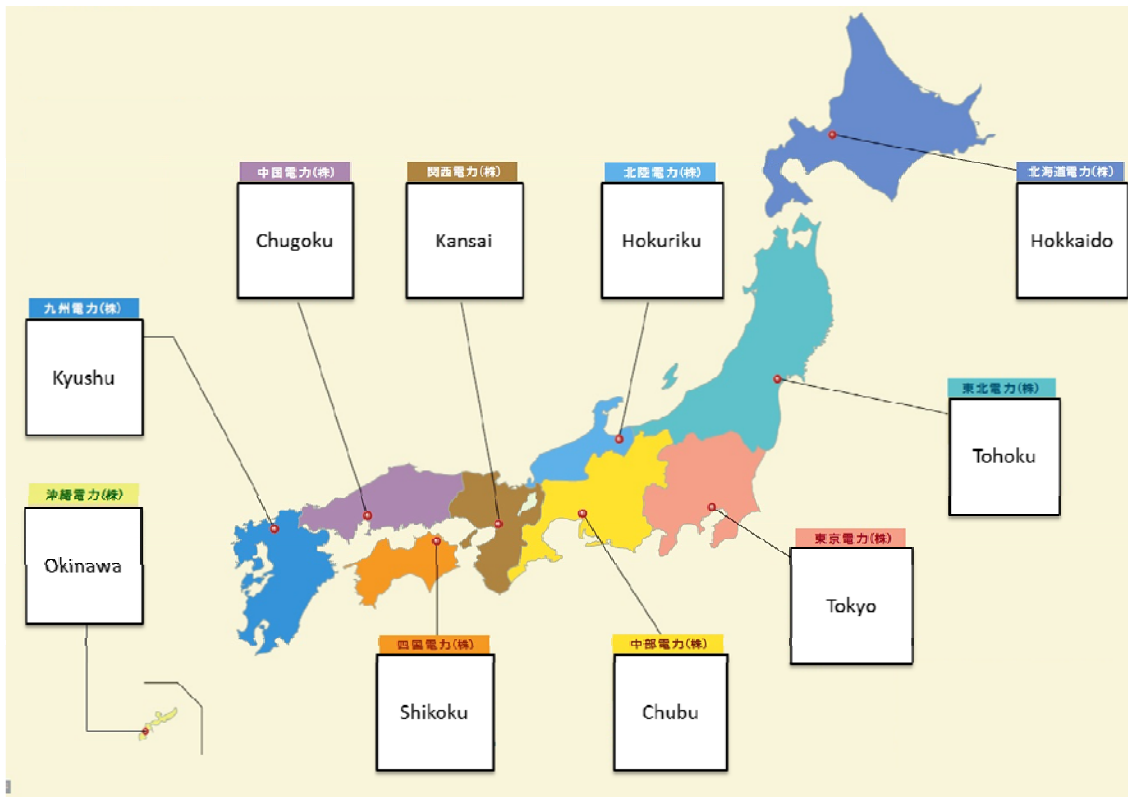 中国電力(株)
Chugoku
関西電力(株)
Kansai
北陸電力(株)
Hokuriku
北海道電力(株)
Hokkaido
九州電力(株)
Kyushu
東北電力(株)
Tohoku
沖縄電力(株)
Okinawa
東京電力(株)
Tokyo
四国電力(株)
Shikoku
中部電力(株)
Chubu